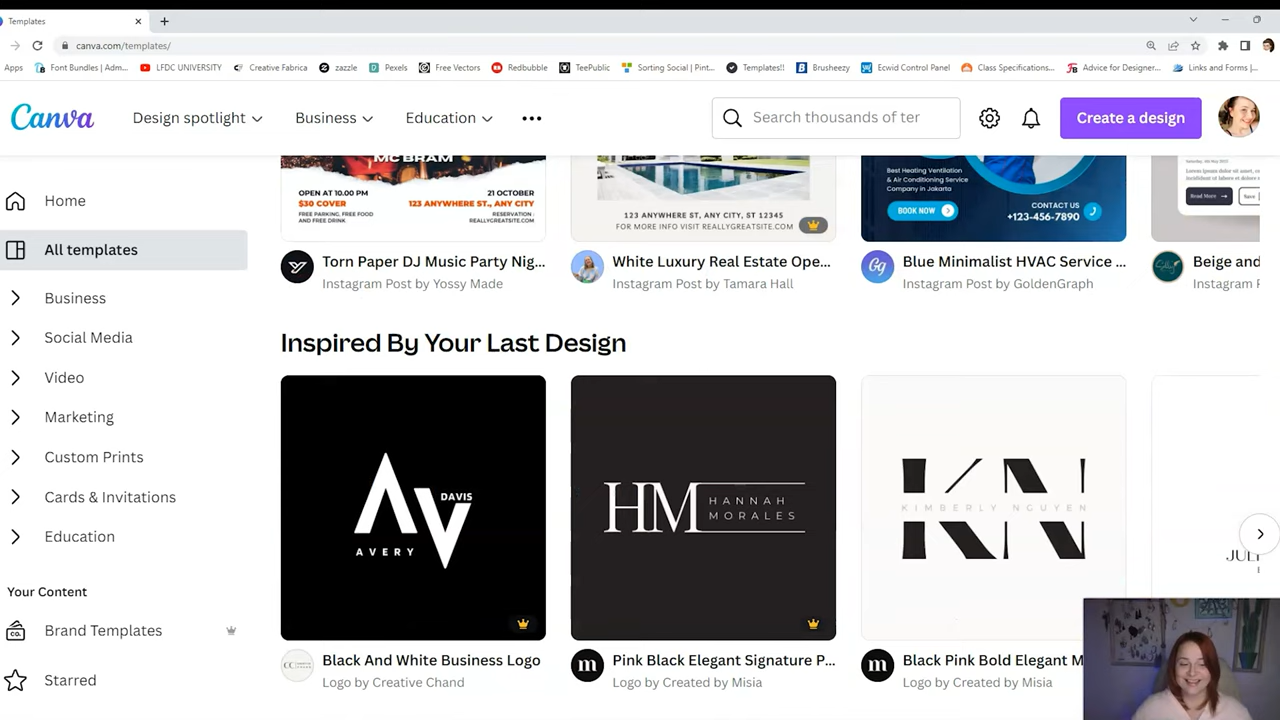 Templates
canva.com/templates/
Apps
Font Bundles | Adm...
LFDC UNIVERSITY
Creative Fabrica
zazzle
Pexels
Free Vectors
Redbubble
TeePublic
Sorting Social | Pint...
Templates!!
Brusheezy
Ecwid Control Panel
Class Specifications...
Advice for Designer...
Links and Forms |...
Canva
Design spotlight
Business
Education
Search thousands of ter
Create a design
Home
All templates
Business
Social Media
Video
Marketing
Custom Prints
Cards & Invitations
Education
Your Content
Brand Templates
Starred
MC BRAM
OPEN AT 10.00 PM
$30 COVER
FREE PARKING, FREE FOOD
AND FREE DRINK
21 OCTOBER
123 ANYWHERE ST., ANY CITY
RESERVATION :
REALLYGREATSITE.COM
123 ANYWHERE ST, ANY CITY, ST 12345
FOR MORE INFO VISIT REALLYGREATSITE.COM
Best Heating Ventilation
& Air Conditioning Service
Company in Jakarta
BOOK NOW
CONTACT US
+123-456-7890
Read More
Save
Torn Paper DJ Music Party Nig...
Instagram Post by Yossy Made
White Luxury Real Estate Ope...
Instagram Post by Tamara Hall
Gg
Blue Minimalist HVAC Service ...
Instagram Post by GoldenGraph
Beige and
Instagram F
Inspired By Your Last Design
AV
DAVIS
AVERY
HM
HANNAH
MORALES
KN
KIMBERLY NGUYEN
Black And White Business Logo
Logo by Creative Chand
m
Pink Black Elegant Signature P...
Logo by Created by Misia
m
Black Pink Bold Elegant M
Logo by Created by Misia